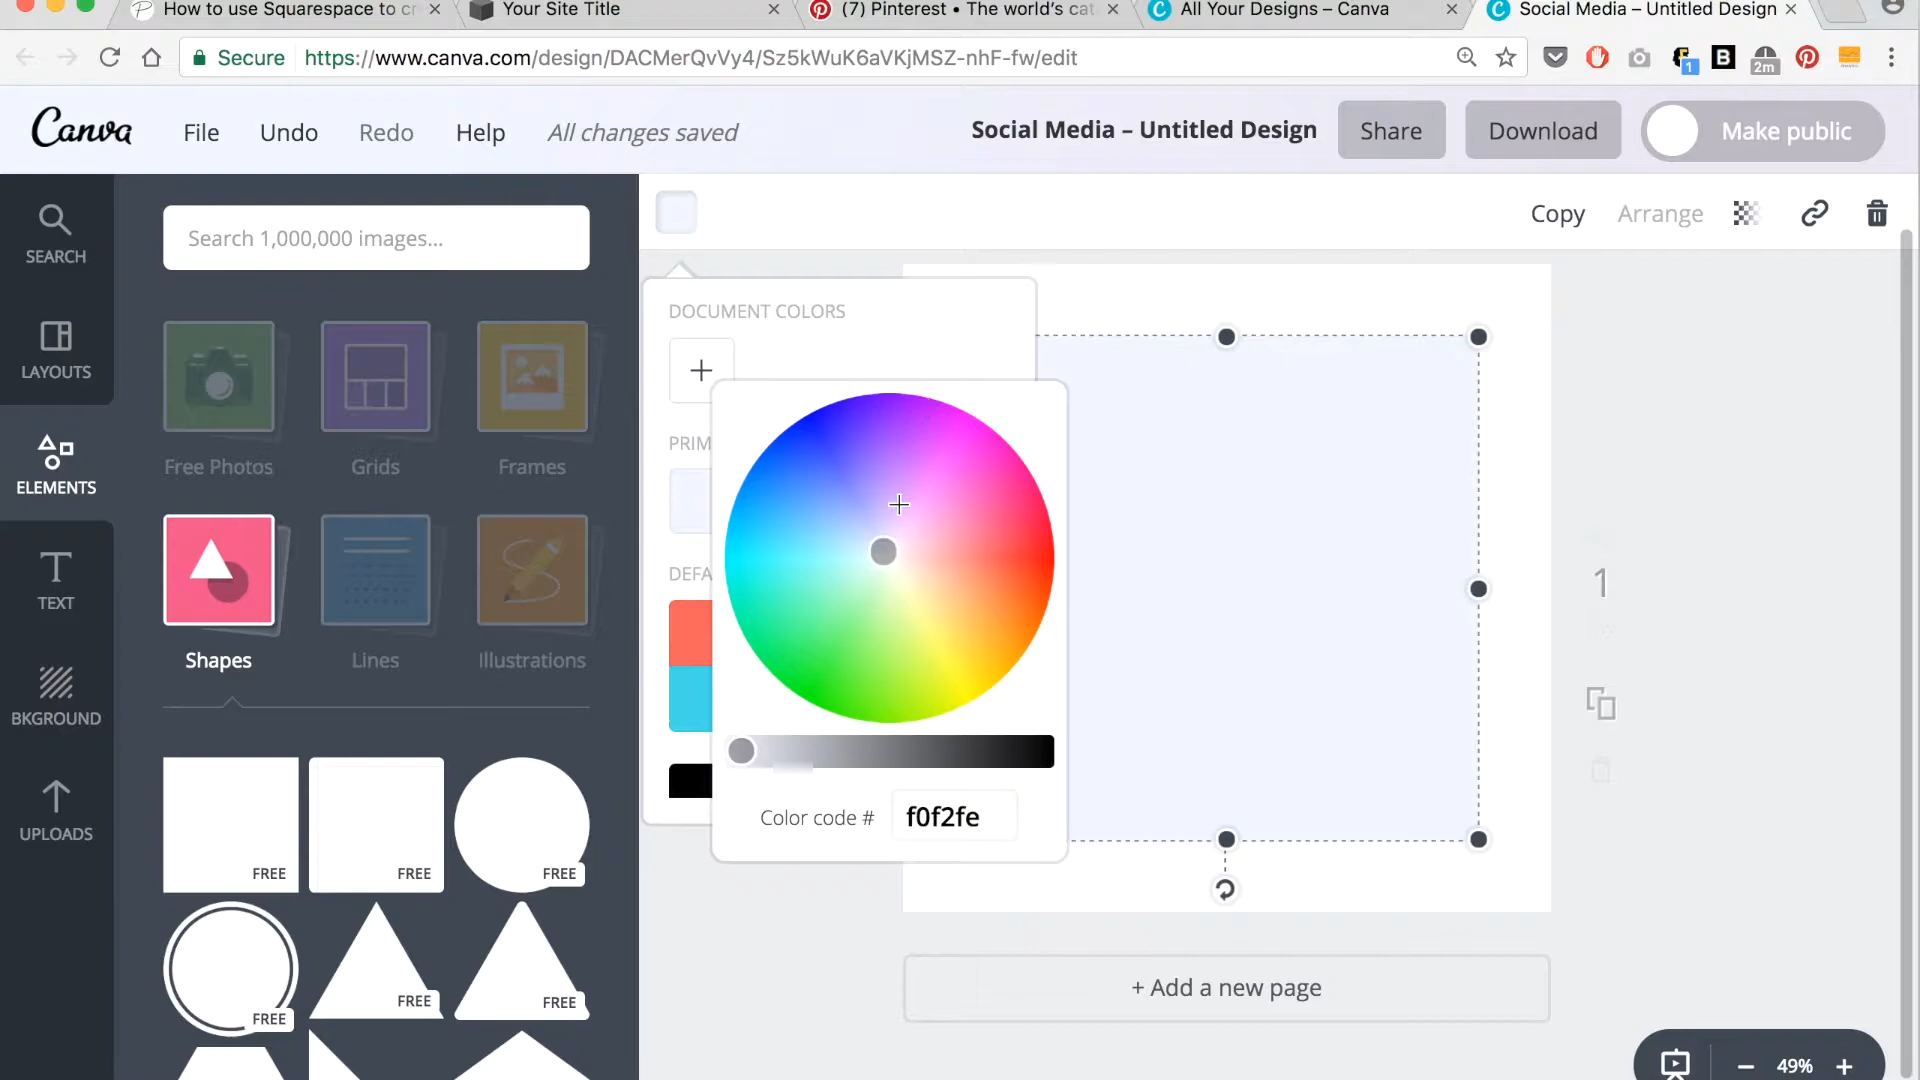 How to use Squarespace to cr
Your Site Title
(7) Pinterest • The world's cat
All Your Designs – Canva
Social Media – Untitled Design
Secure
https://www.canva.com/design/DACMerQvVy4/Sz5kWuK6aVKjMSZ-nhF-fw/edit
1
B
2m
Canva
File
Undo
Redo
Help
All changes saved
Social Media – Untitled Design
Share
Download
Make public
SEARCH
LAYOUTS
ELEMENTS
TEXT
BKGROUND
UPLOADS
Search 1,000,000 images...
Free Photos
Grids
Frames
Shapes
Lines
Illustrations
FREE
FREE
FREE
FREE
FREE
FREE
Copy
Arrange
DOCUMENT COLORS
PRIM
DEFA
Color code #
f0f2fe
1
+ Add a new page
49%